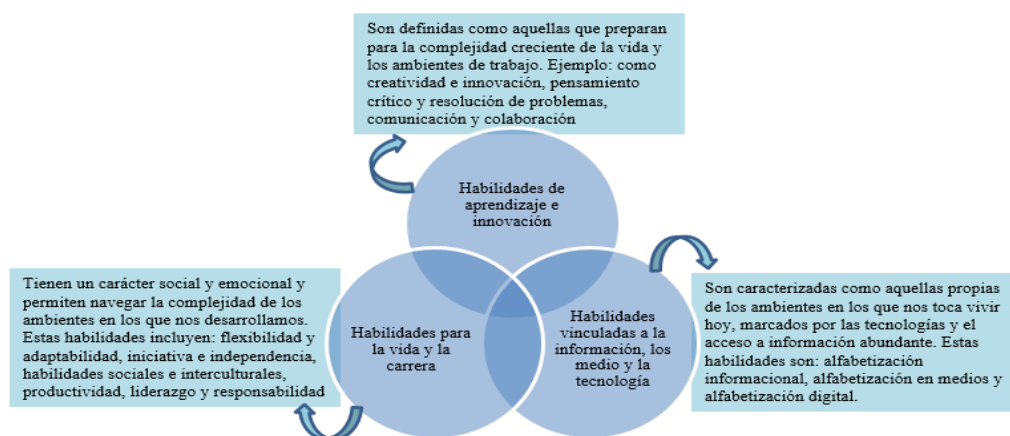 Son definidas como aquellas que preparan
para la complejidad creciente de la vida y
los ambientes de trabajo. Ejemplo: como
creatividad e innovación, pensamiento
crítico y resolución de problemas,
comunicación y colaboración
Habilidades de
aprendizaje e
innovación
Tienen un carácter social y emocional y
permiten navegar la complejidad de los
ambientes en los que nos desarrollamos.
Estas habilidades incluyen: flexibilidad y
adaptabilidad, iniciativa e independencia,
habilidades sociales e interculturales,
productividad, liderazgo y responsabilidad
Habilidades para
la vida y la
carrera
Habilidades
vinculadas a la
información, los
medio y la
tecnología
Son caracterizadas como aquellas propias
de los ambientes en los que nos toca vivir
hoy, marcados por las tecnologías y el
acceso a información abundante. Estas
habilidades son: alfabetización
informacional, alfabetización en medios y
alfabetización digital.